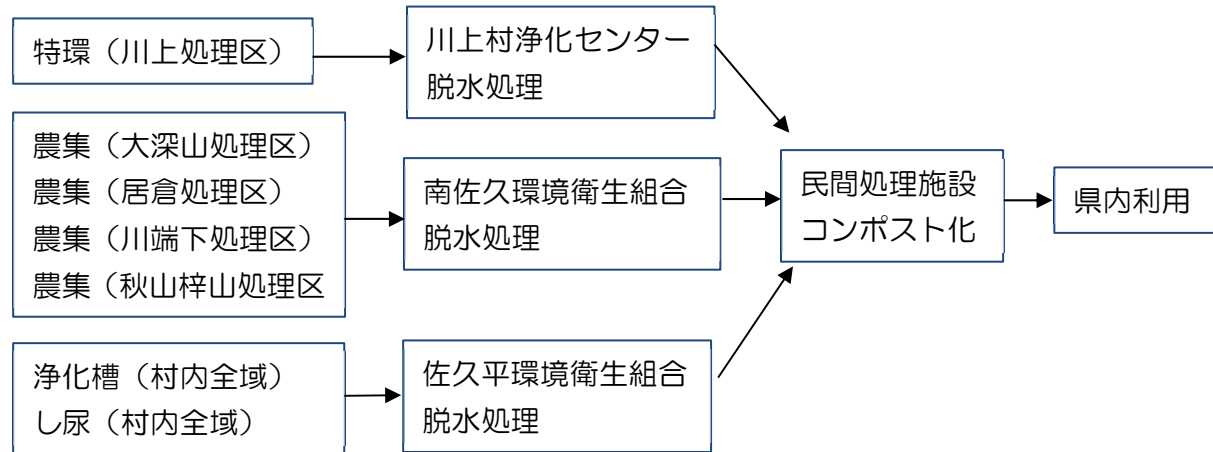 特環（川上処理区）
川上村浄化センター
脱水処理
農集（大深山処理区）
農集（居倉処理区）
農集（川端下処理区）
農集（秋山梓山処理区
南佐久環境衛生組合
脱水処理
民間処理施設
コンポスト化
県内利用
浄化槽（村内全域）
し尿（村内全域）
佐久平環境衛生組合
脱水処理